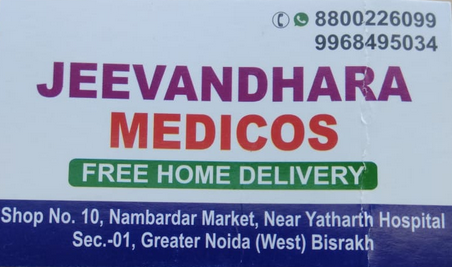 8800226099
9968495034
JEEVANDHARA
MEDICOS
FREE HOME DELIVERY
Shop No. 10, Nambardar Market, Near Yatharth Hospital
Sec.-01, Greater Noida (West) Bisrakh